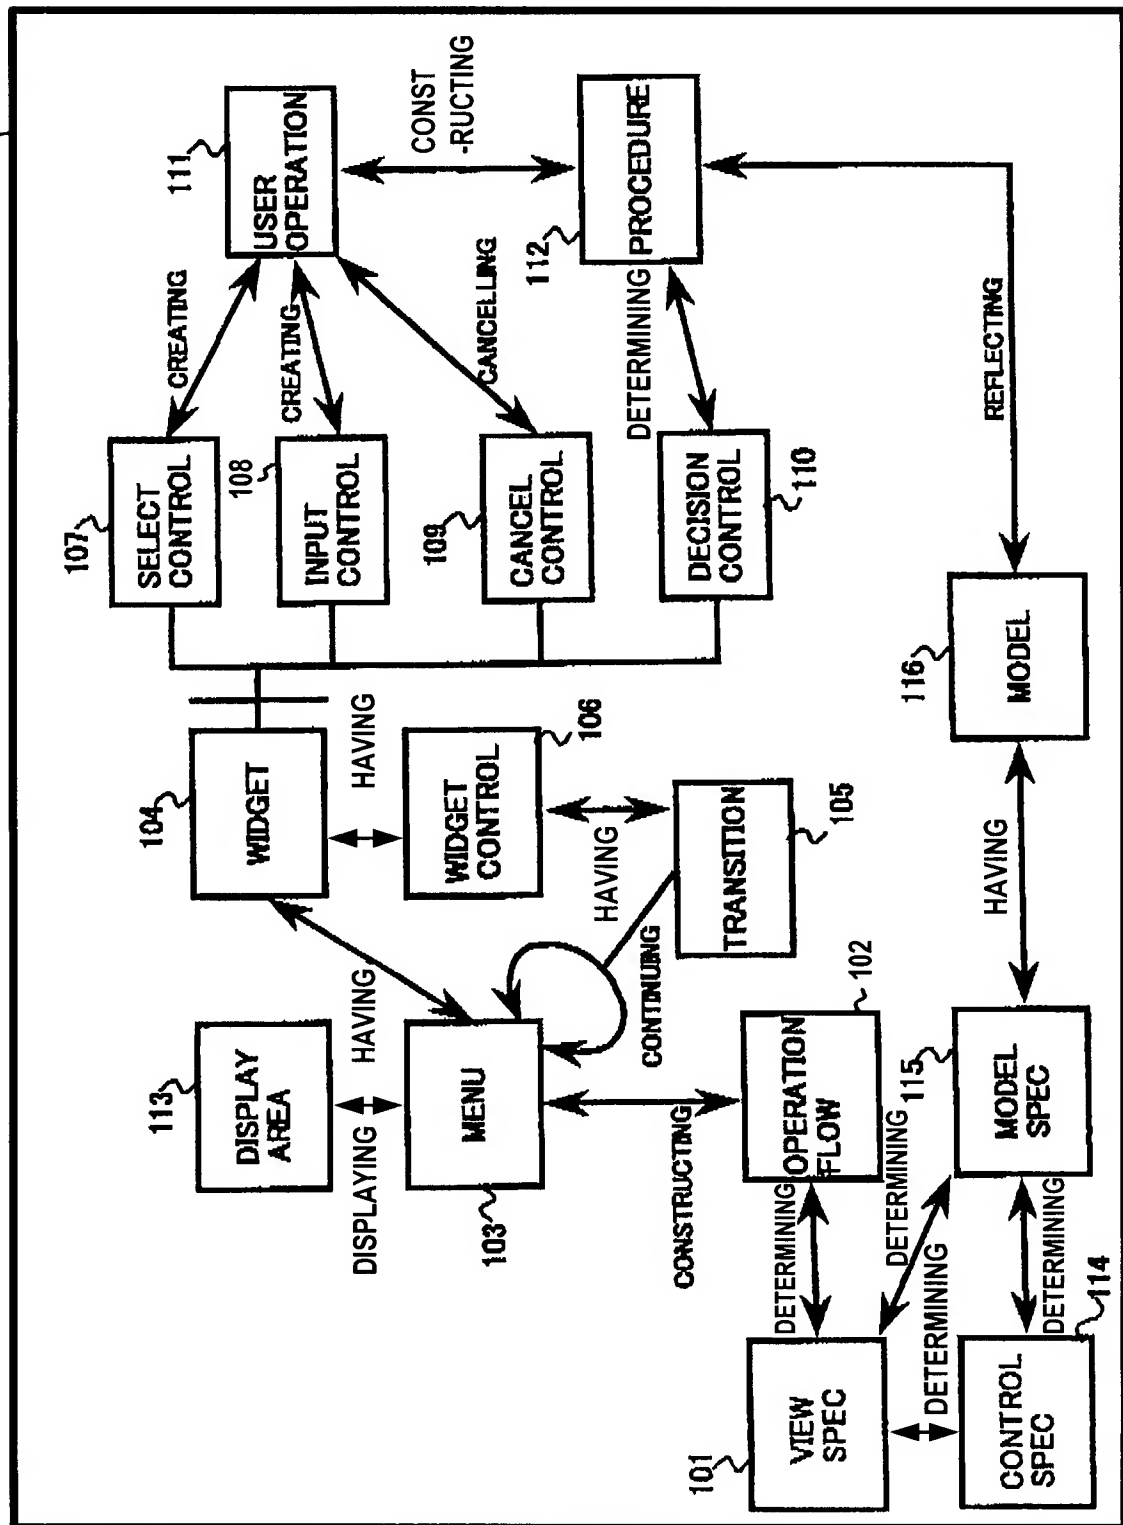 113
DISPLAY
AREA
DISPLAYING
HAVING
104
WIDGET
HAVING
107
SELECT
CONTROL
CREATING
111
USER
OPERATION
108
INPUT
CONTROL
CREATING
CONST
-RUCTING
103
MENU
106
WIDGET
CONTROL
109
CANCEL
CONTROL
CANCELLING
112
PROCEDURE
HAVING
CONTINUING
105
TRANSITION
110
DECISION
CONTROL
DETERMINING
CONSTRUCTING
102
OPERATION
FLOW
DETERMINING
101
VIEW
SPEC
DETERMINING
DETERMINING
114
CONTROL
SPEC
DETERMINING
115
MODEL
SPEC
HAVING
116
MODEL
REFLECTING